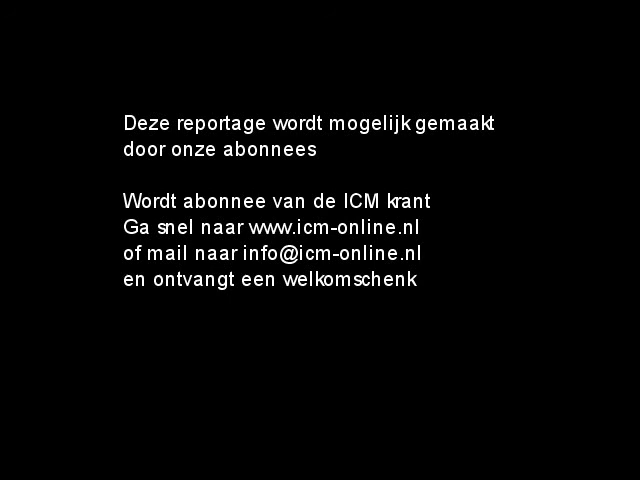 Deze reportage wordt mogelijk gemaakt
door onze abonnees
Wordt abonnee van de ICM krant
Ga snel naar www.icm-online.nl
of mail naar info@icm-online.nl
en ontvangt een welkomschenk